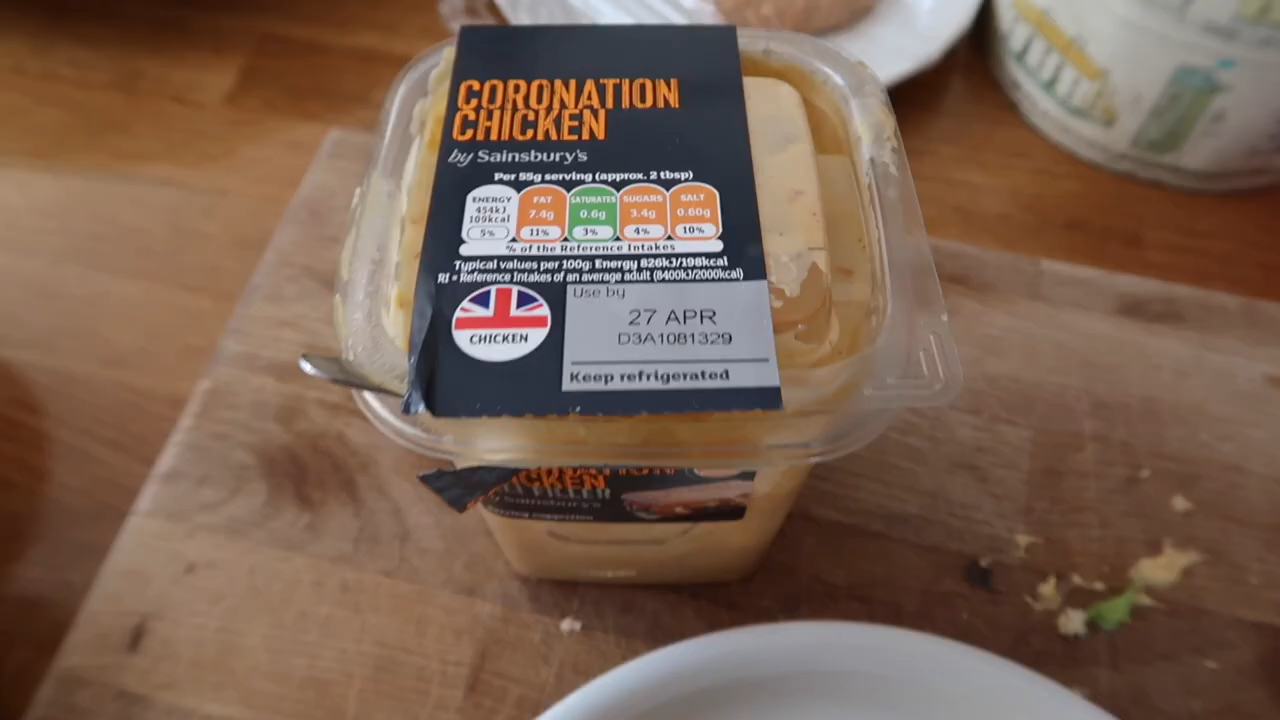 CORONATION
CHICKEN
by Sainsbury's
Per 55g serving (approx. 2 tbsp)
ENERGY FAT SATURATES SUGARS SALT
454kJ 109kcal 7.4g 0.6g 3.4g 0.60g
5% 11% 3% 4% 10%
% of the Reference Intakes
Typical values per 100g: Energy 826kJ/198kcal
RI = Reference Intakes of an average adult (8400kJ/2000kcal)
CHICKEN
Use by
27 APR
D3A1081329
Keep refrigerated
FILLER
Sainsbury's
serving suggestion